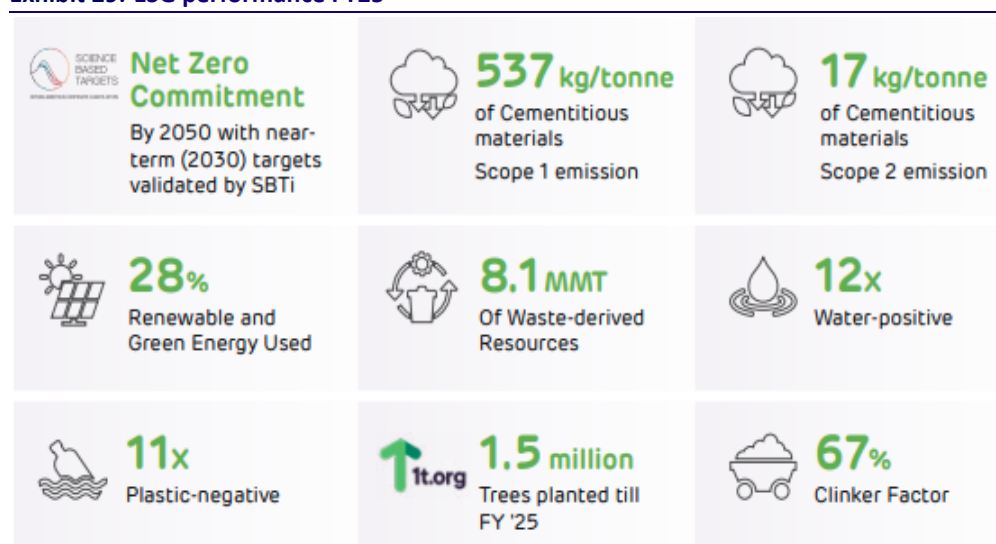 SCIENCE
BASED
TARGETS
Net Zero
Commitment
By 2050 with near-
term (2030) targets
validated by SBTi
537 kg/tonne
of Cementitious
materials
Scope 1 emission
17 kg/tonne
of Cementitious
materials
Scope 2 emission
28%
Renewable and
Green Energy Used
8.1 MMT
Of Waste-derived
Resources
12x
Water-positive
11x
Plastic-negative
1t.org
1.5 million
Trees planted till
FY '25
67%
Clinker Factor